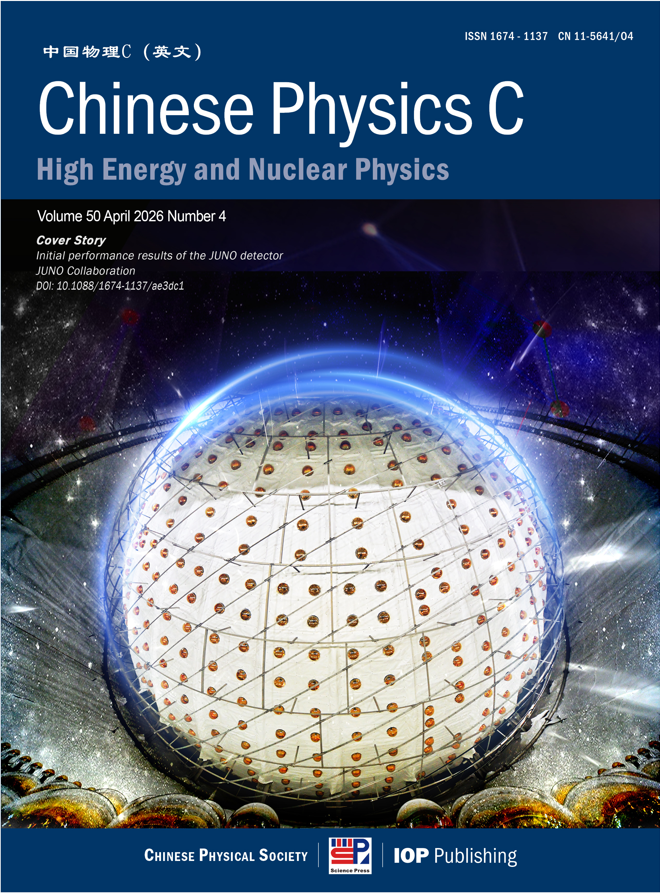 ISSN 1674 - 1137 CN 11-5641/O4
中国物理C (英文)
Chinese Physics C
High Energy and Nuclear Physics
Volume 50 April 2026 Number 4
Cover Story
Initial performance results of the JUNO detector
JUNO Collaboration
DOI: 10.1088/1674-1137/ae3dc1
CHINESE PHYSICAL SOCIETY
Science Press
IOP Publishing